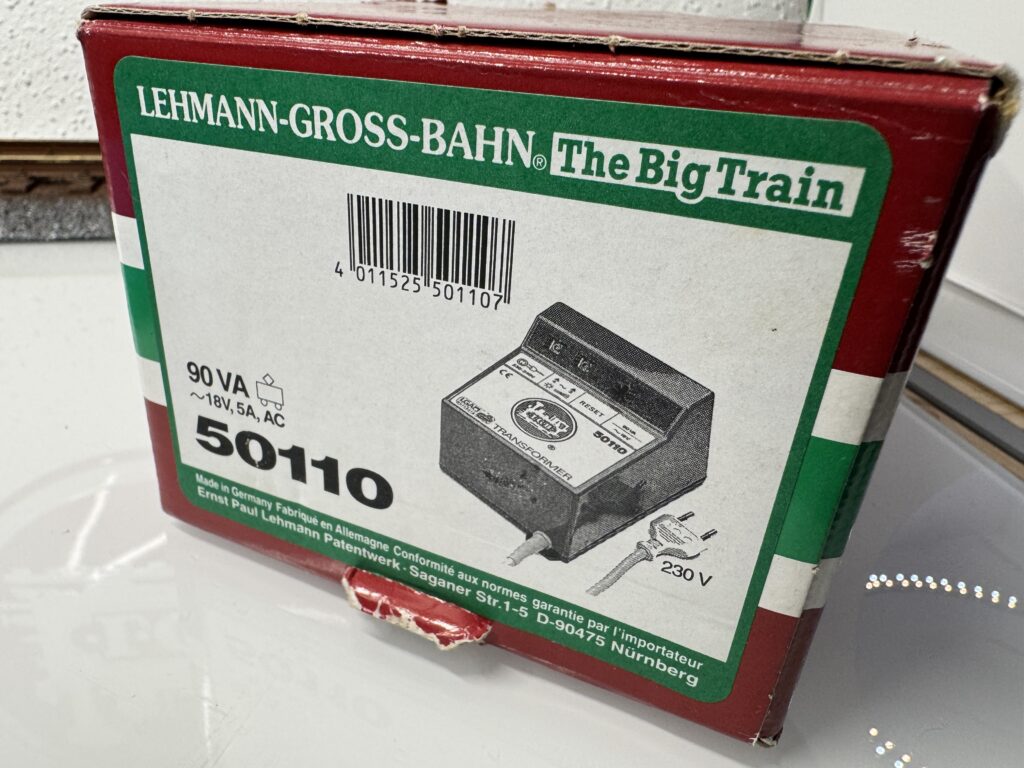 LEHMANN-GROSS-BAHN® The Big Train
4 011525 501107
90 VA
~18V, 5A, AC
50110
CE
RESET
50110
TRANSFORMER
230 V
Made in Germany Fabriqué en Allemagne Conformité aux normes garantie par l'importateur
Ernst Paul Lehmann Patentwerk · Saganer Str.1-5 D-90475 Nürnberg